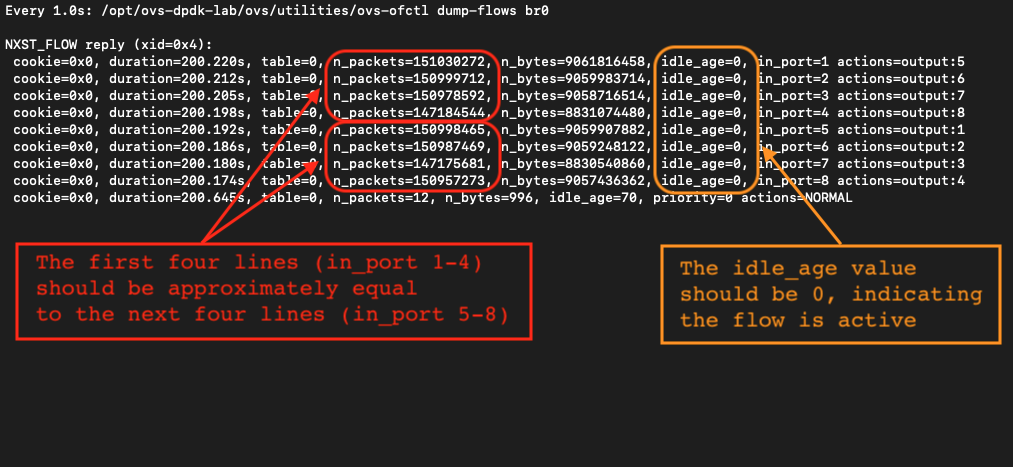 Every 1.0s: /opt/ovs-dpdk-lab/ovs/utilities/ovs-ofctl dump-flows br0
NXST_FLOW reply (xid=0x4):
cookie=0x0, duration=200.220s, table=0, n_packets=151030272, n_bytes=9061816458, idle_age=0, in_port=1 actions=output:5
cookie=0x0, duration=200.212s, table=0, n_packets=150999712, n_bytes=9059983714, idle_age=0, in_port=2 actions=output:6
cookie=0x0, duration=200.205s, table=0, n_packets=150978592, n_bytes=9058716514, idle_age=0, in_port=3 actions=output:7
cookie=0x0, duration=200.198s, table=0, n_packets=147184544, n_bytes=8831074480, idle_age=0, in_port=4 actions=output:8
cookie=0x0, duration=200.192s, table=0, n_packets=150998465, n_bytes=9059907882, idle_age=0, in_port=5 actions=output:1
cookie=0x0, duration=200.186s, table=0, n_packets=150987469, n_bytes=9059248122, idle_age=0, in_port=6 actions=output:2
cookie=0x0, duration=200.180s, table=0, n_packets=147175681, n_bytes=8830540860, idle_age=0, in_port=7 actions=output:3
cookie=0x0, duration=200.174s, table=0, n_packets=150957273, n_bytes=9057436362, idle_age=0, in_port=8 actions=output:4
cookie=0x0, duration=200.645s, table=0, n_packets=12, n_bytes=996, idle_age=70, priority=0 actions=NORMAL
The first four lines (in_port 1-4)
should be approximately equal
to the next four lines (in_port 5-8)
The idle_age value
should be 0, indicating
the flow is active